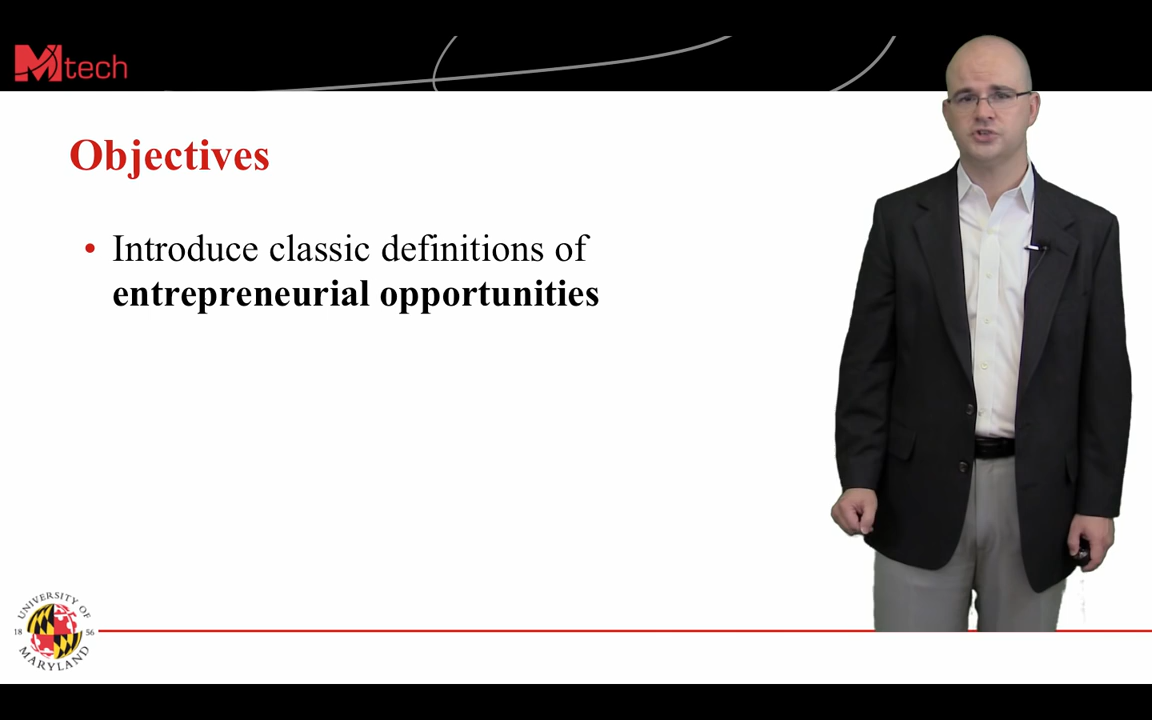 Mtech
Objectives
• Introduce classic definitions of
entrepreneurial opportunities
UNIVERSITY OF
18 56
MARYLAND